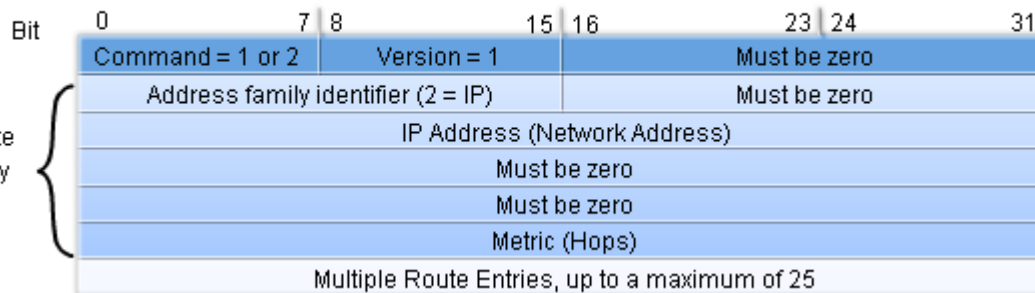 Bit 0 7 8 15 16 23 24 31
Command = 1 or 2 Version = 1 Must be zero
Address family identifier (2 = IP) Must be zero
IP Address (Network Address)
Must be zero
Must be zero
Metric (Hops)
Multiple Route Entries, up to a maximum of 25